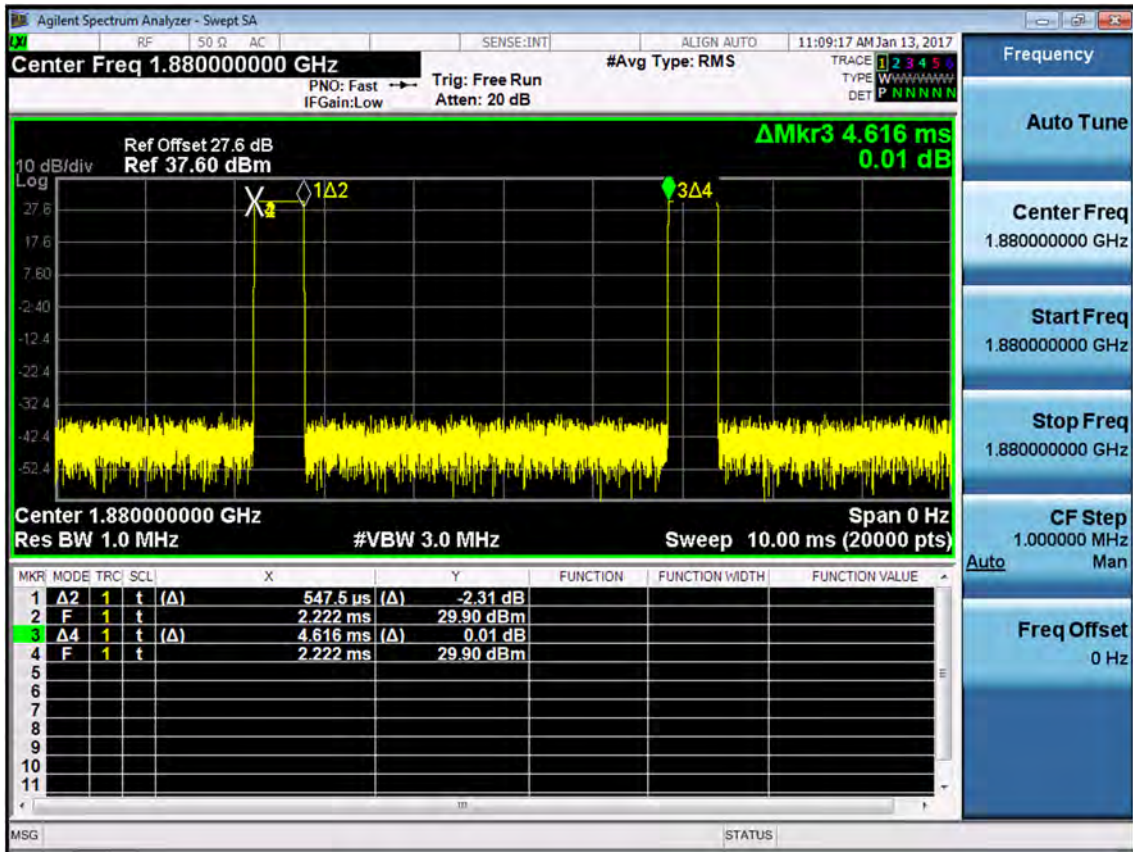 Agilent Spectrum Analyzer - Swept SA
LXI RF 50 Ω AC SENSE:INT ALIGN AUTO 11:09:17 AM Jan 13, 2017
Center Freq 1.880000000 GHz
PNO: Fast
IFGain:Low
Trig: Free Run
Atten: 20 dB
#Avg Type: RMS
TRACE 1 2 3 4 5 6
TYPE WWWWWW
DET P N N N N N
Ref Offset 27.6 dB
Ref 37.60 dBm
10 dB/div
Log
ΔMkr3 4.616 ms
0.01 dB
X
1Δ2
3Δ4
27.6
17.6
7.60
-2.40
-12.4
-22.4
-32.4
-42.4
-52.4
Center 1.880000000 GHz Span 0 Hz
Res BW 1.0 MHz #VBW 3.0 MHz Sweep 10.00 ms (20000 pts)
MKR MODE TRC SCL X Y FUNCTION FUNCTION WIDTH FUNCTION VALUE
1 Δ2 1 t (Δ) 547.5 µs (Δ) -2.31 dB
2 F 1 t 2.222 ms 29.90 dBm
3 Δ4 1 t (Δ) 4.616 ms (Δ) 0.01 dB
4 F 1 t 2.222 ms 29.90 dBm
5
6
7
8
9
10
11
MSG STATUS
Frequency
Auto Tune
Center Freq
1.880000000 GHz
Start Freq
1.880000000 GHz
Stop Freq
1.880000000 GHz
CF Step
1.000000 MHz
Auto Man
Freq Offset
0 Hz